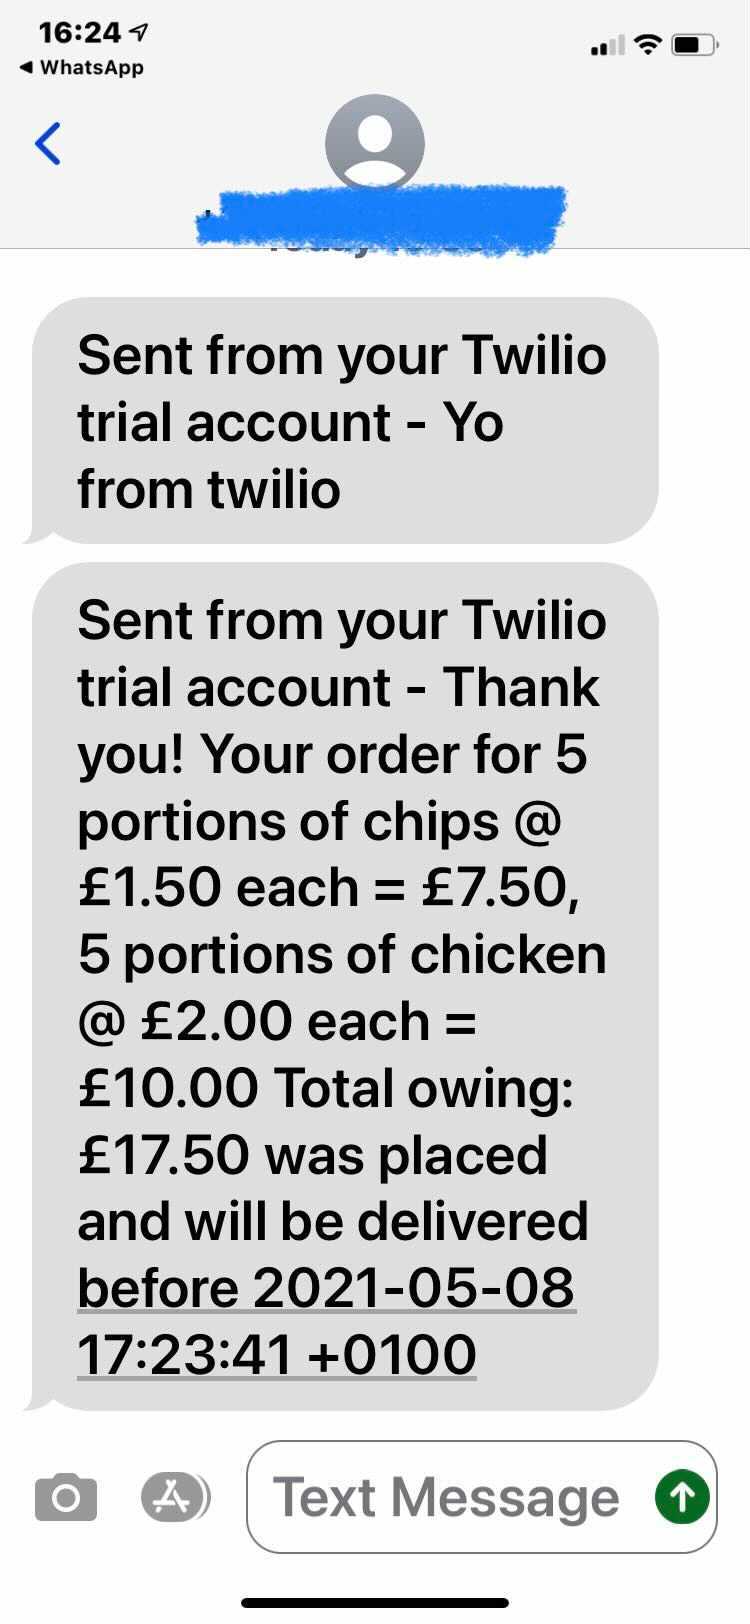 16:24
WhatsApp
Sent from your Twilio
trial account - Yo
from twilio
Sent from your Twilio
trial account - Thank
you! Your order for 5
portions of chips @
£1.50 each = £7.50,
5 portions of chicken
@ £2.00 each =
£10.00 Total owing:
£17.50 was placed
and will be delivered
before 2021-05-08
17:23:41 +0100
Text Message